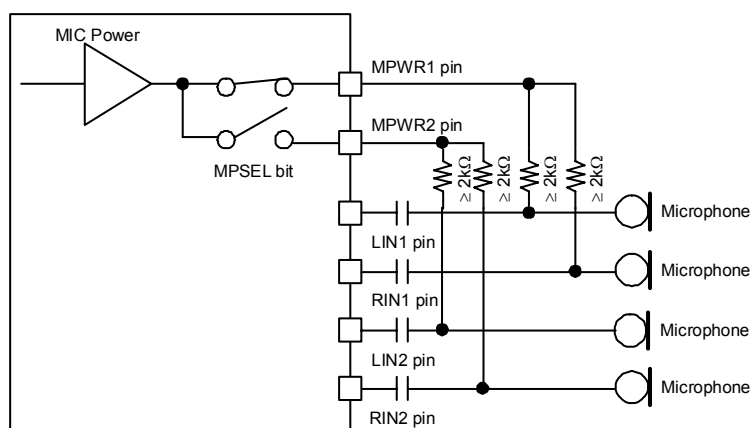 MIC Power
MPWR1 pin
MPWR2 pin
MPSEL bit
≥ 2kΩ
≥ 2kΩ
≥ 2kΩ
≥ 2kΩ
Microphone
LIN1 pin
Microphone
RIN1 pin
Microphone
LIN2 pin
Microphone
RIN2 pin